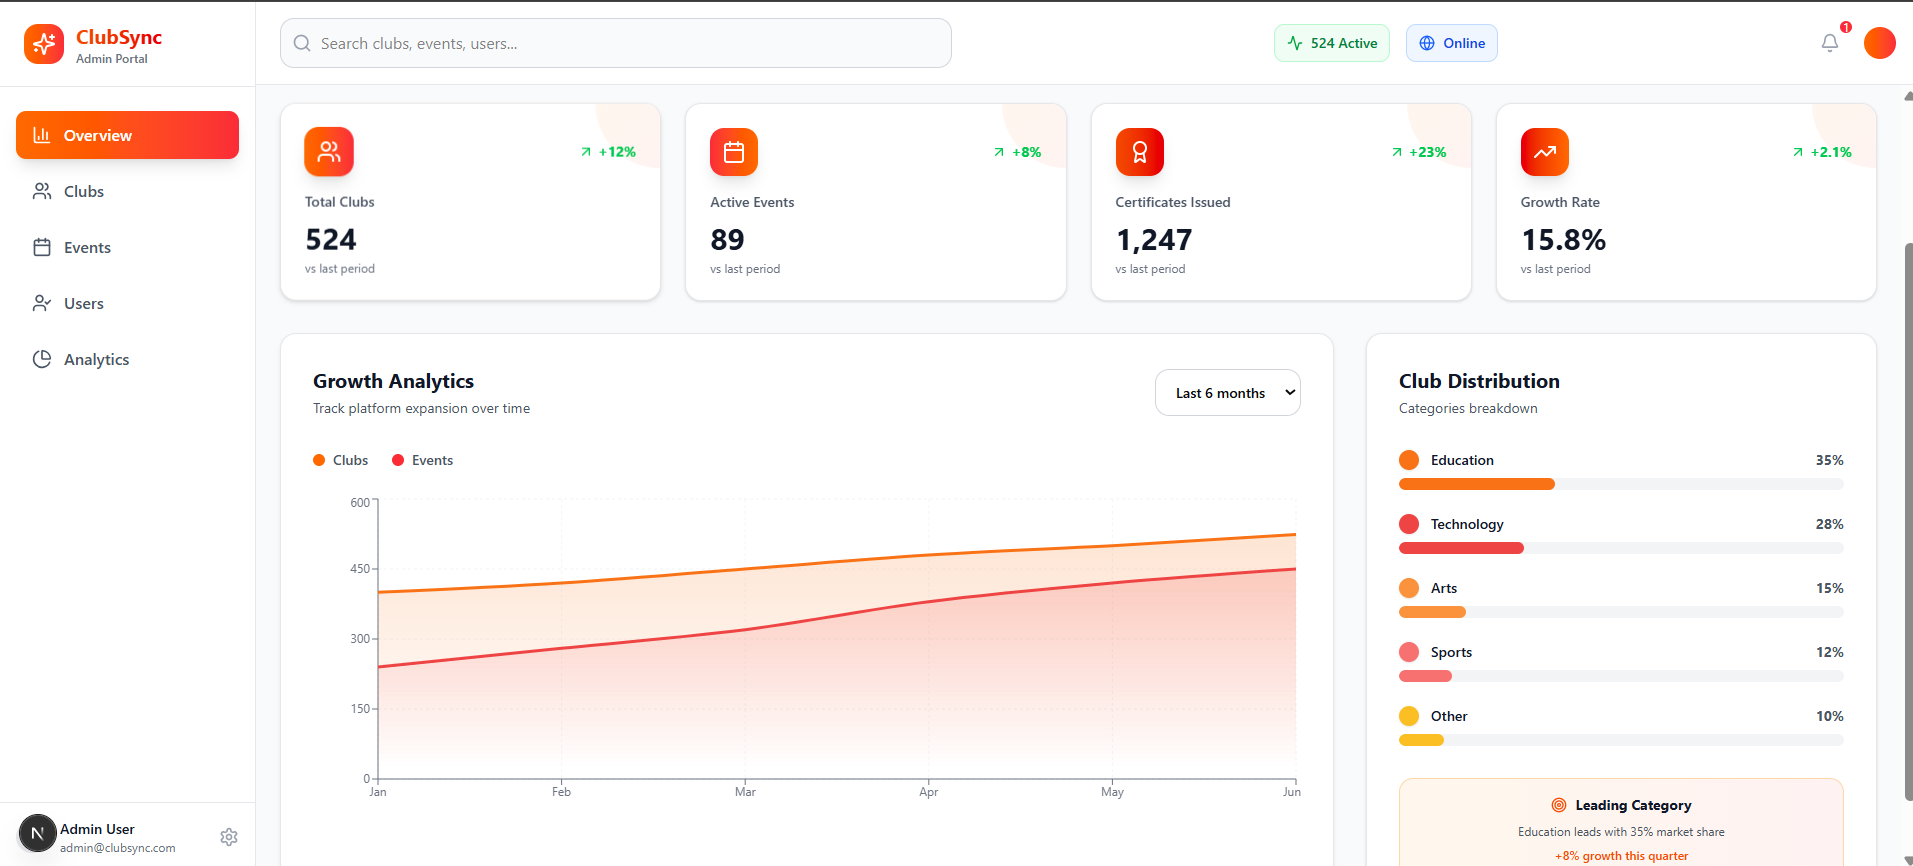 ClubSync
Admin Portal
Search clubs, events, users...
524 Active
Online
1
Overview
Clubs
Events
Users
Analytics
+12%
Total Clubs
524
vs last period
+8%
Active Events
89
vs last period
+23%
Certificates Issued
1,247
vs last period
+2.1%
Growth Rate
15.8%
vs last period
Growth Analytics
Track platform expansion over time
Last 6 months
Clubs
Events
600
450
300
150
0
Jan
Feb
Mar
Apr
May
Jun
Club Distribution
Categories breakdown
Education 35%
Technology 28%
Arts 15%
Sports 12%
Other 10%
Leading Category
Education leads with 35% market share
+8% growth this quarter
N
Admin User
admin@clubsync.com